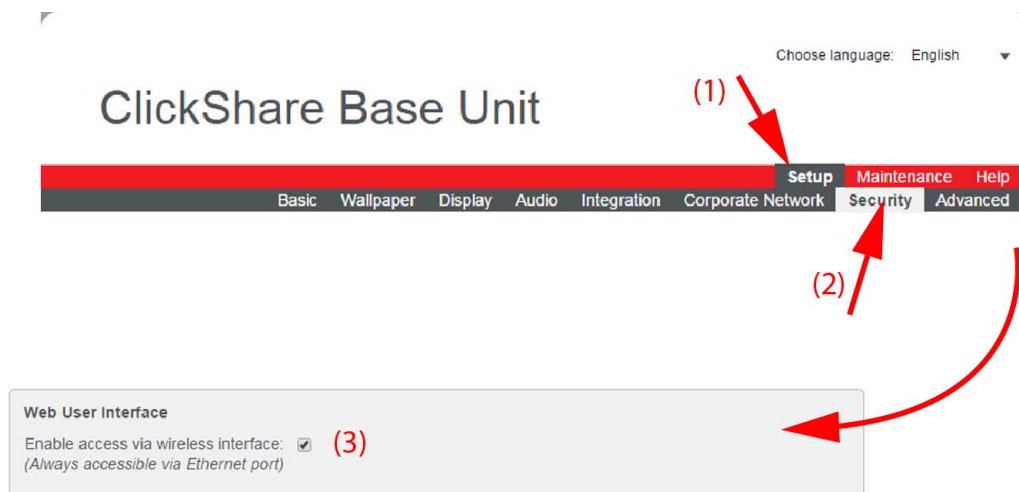 Choose language: English
(1)
ClickShare Base Unit
Setup Maintenance Help
Basic Wallpaper Display Audio Integration Corporate Network Security Advanced
(2)
Web User Interface
Enable access via wireless interface: (3)
(Always accessible via Ethernet port)